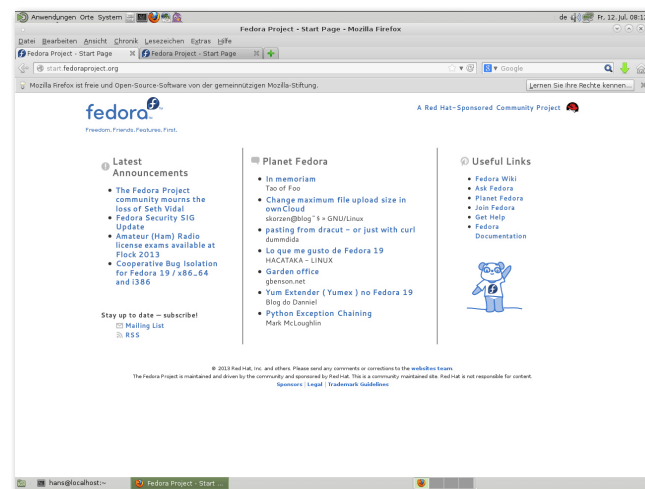 Anwendungen Orte System de Fr, 12. Jul, 08:12
Fedora Project - Start Page - Mozilla Firefox
Datei Bearbeiten Ansicht Chronik Lesezeichen Extras Hilfe
Fedora Project - Start Page Fedora Project - Start Page
start.fedoraproject.org Google
Mozilla Firefox ist freie und Open-Source-Software von der gemeinnützigen Mozilla-Stiftung. Lernen Sie Ihre Rechte kennen...
fedora
Freedom. Friends. Features. First.
A Red Hat-Sponsored Community Project
Latest
Announcements
The Fedora Project
community mourns the
loss of Seth Vidal
Fedora Security SIG
Update
Amateur (Ham) Radio
license exams available at
Flock 2013
Cooperative Bug Isolation
for Fedora 19 / x86_64
and i386
Stay up to date — subscribe!
Mailing List
RSS
Planet Fedora
In memoriam
Tao of Foo
Change maximum file upload size in
ownCloud
skorzen@blog~$ » GNU/Linux
pasting from dracut - or just with curl
dummdida
Lo que me gusto de Fedora 19
HACATAKA - LINUX
Garden office
gbenson.net
Yum Extender ( Yumex ) no Fedora 19
Blog do Danniel
Python Exception Chaining
Mark McLoughlin
Useful Links
Fedora Wiki
Ask Fedora
Planet Fedora
Join Fedora
Get Help
Fedora
Documentation
© 2013 Red Hat, Inc. and others. Please send any comments or corrections to the websites team.
The Fedora Project is maintained and driven by the community and sponsored by Red Hat. This is a community maintained site. Red Hat is not responsible for content.
Sponsors | Legal | Trademark Guidelines
hans@localhost:~ Fedora Project - Start ...